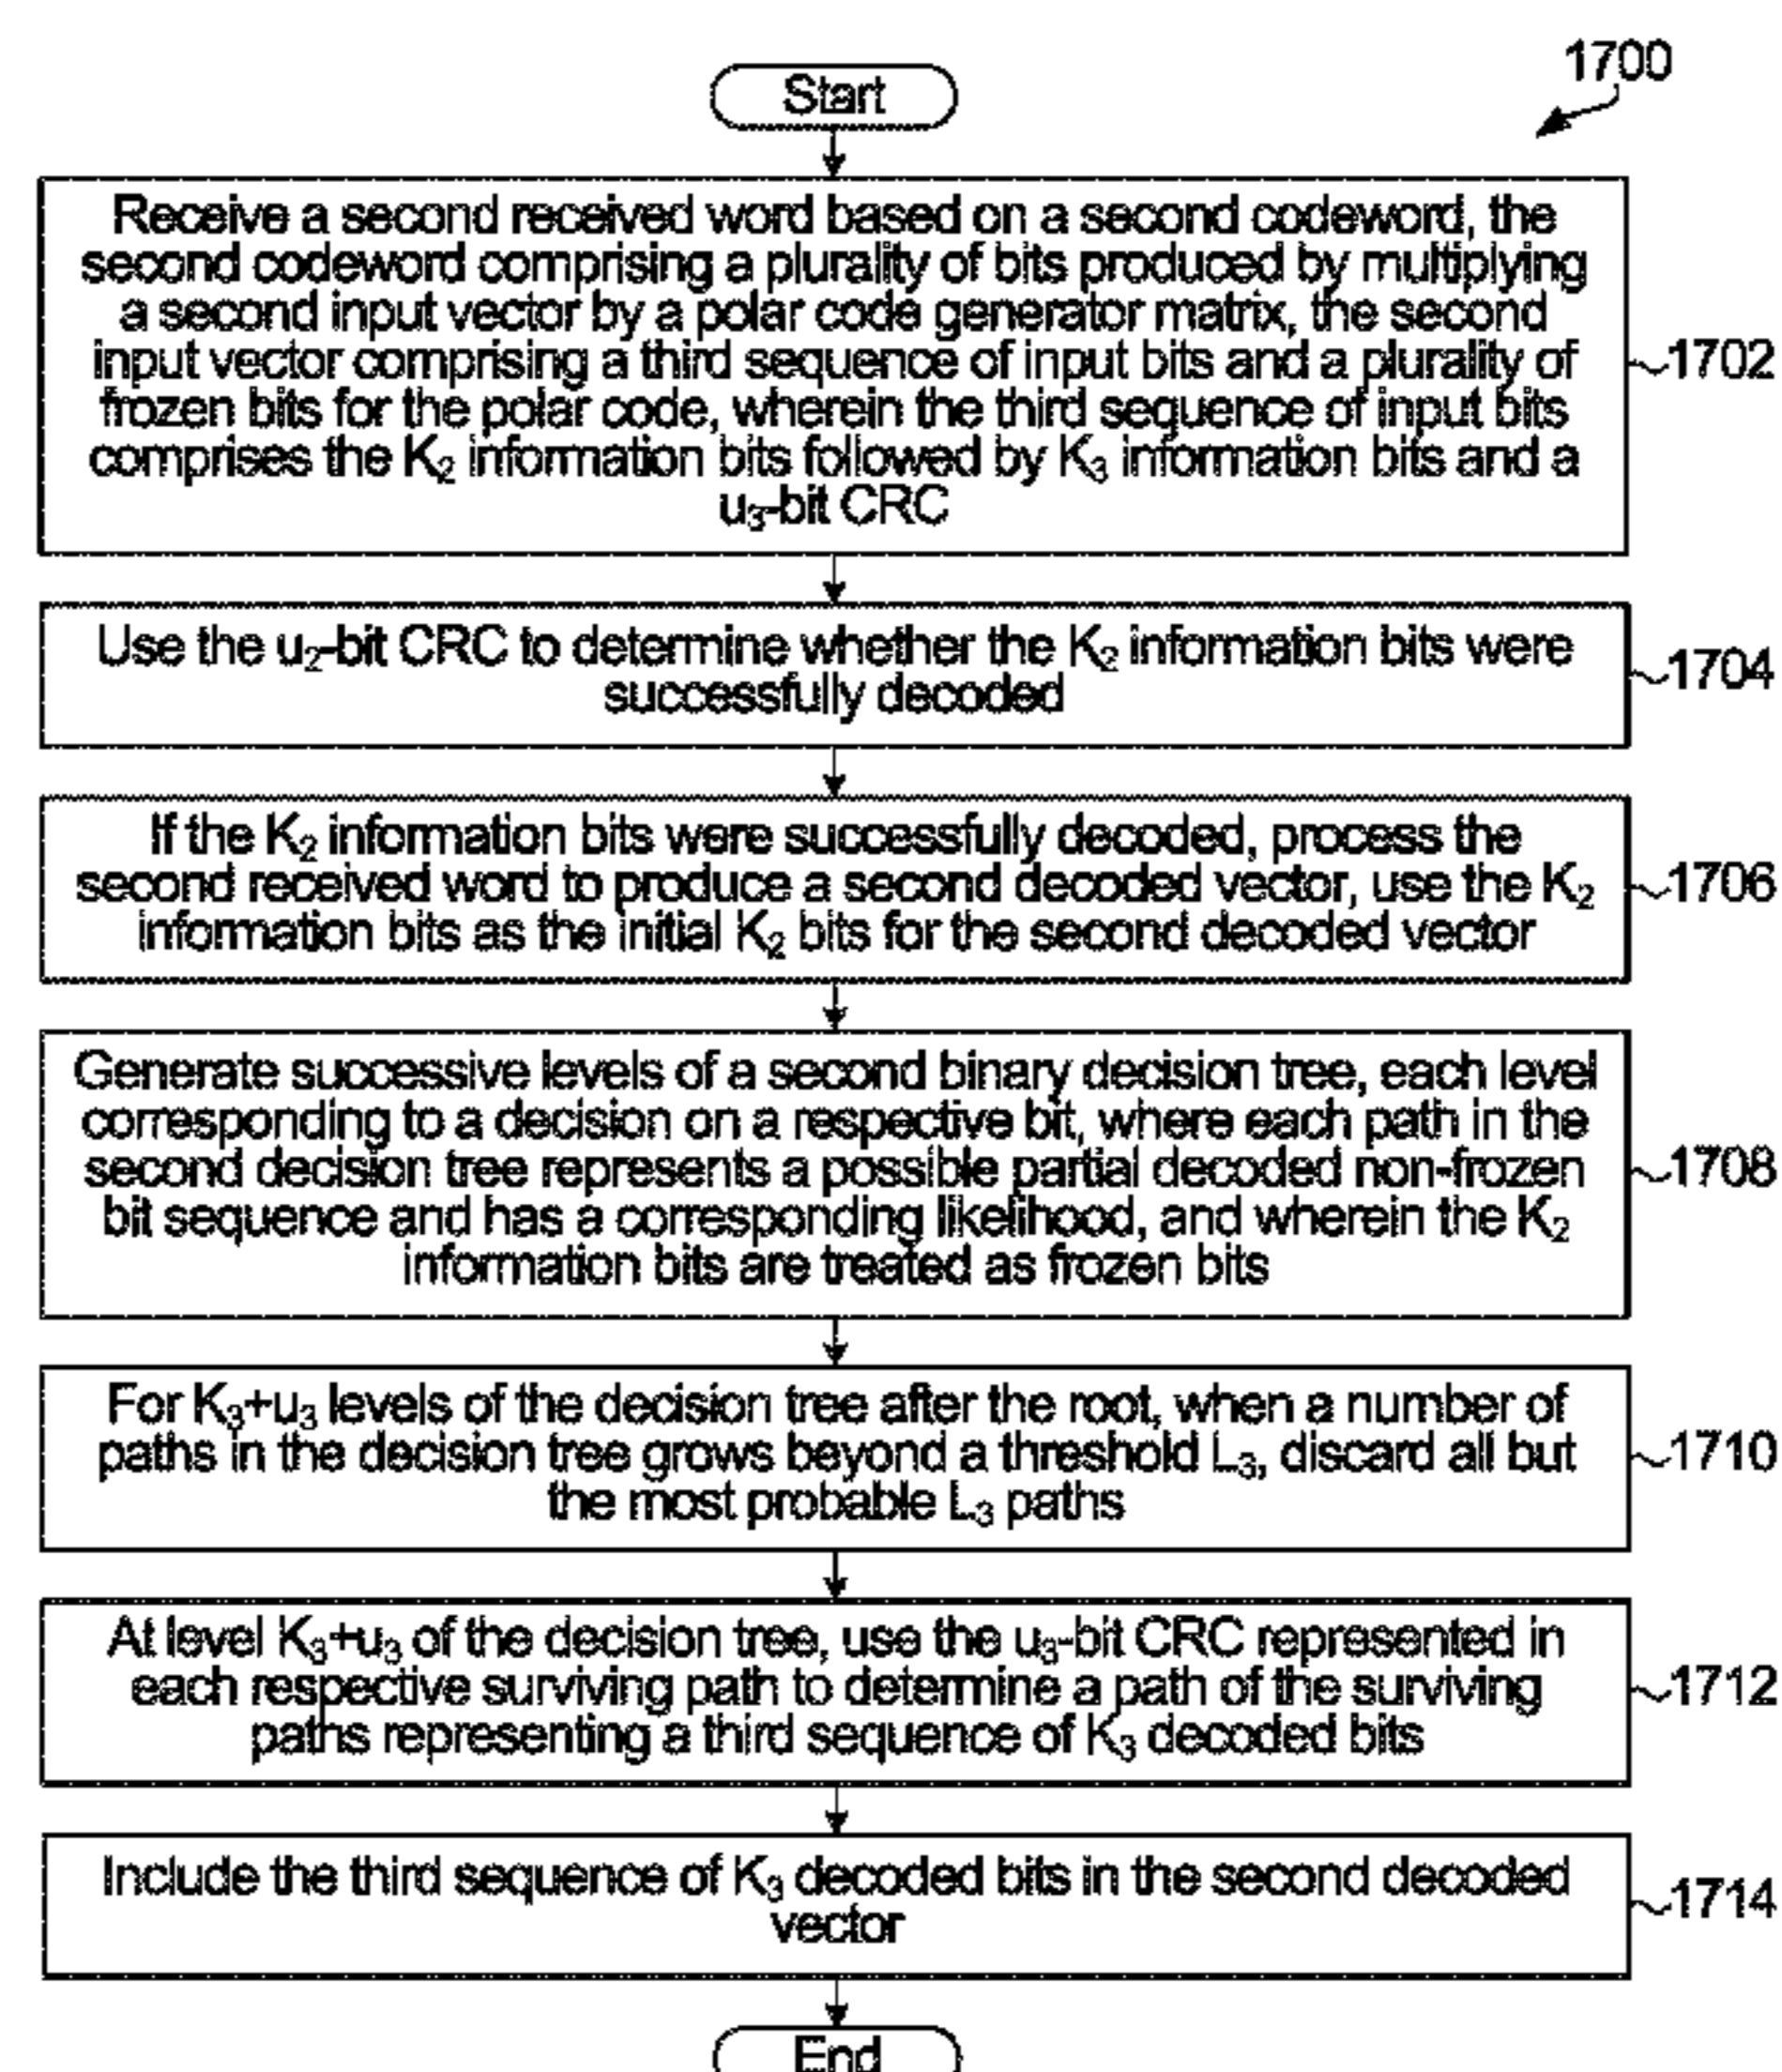 1700
Start
Receive a second received word based on a second codeword, the
second codeword comprising a plurality of bits produced by multiplying
a second input vector by a polar code generator matrix, the second
input vector comprising a third sequence of input bits and a plurality of
frozen bits for the polar code, wherein the third sequence of input bits
comprises the K₂ information bits followed by K₃ information bits and a
u₃-bit CRC
1702
Use the u₂-bit CRC to determine whether the K₂ information bits were
successfully decoded
1704
If the K₂ information bits were successfully decoded, process the
second received word to produce a second decoded vector, use the K₂
information bits as the initial K₂ bits for the second decoded vector
1706
Generate successive levels of a second binary decision tree, each level
corresponding to a decision on a respective bit, where each path in the
second decision tree represents a possible partial decoded non-frozen
bit sequence and has a corresponding likelihood, and wherein the K₂
information bits are treated as frozen bits
1708
For K₃+u₃ levels of the decision tree after the root, when a number of
paths in the decision tree grows beyond a threshold L₃, discard all but
the most probable L₃ paths
1710
At level K₃+u₃ of the decision tree, use the u₃-bit CRC represented in
each respective surviving path to determine a path of the surviving
paths representing a third sequence of K₃ decoded bits
1712
Include the third sequence of K₃ decoded bits in the second decoded
vector
1714
End